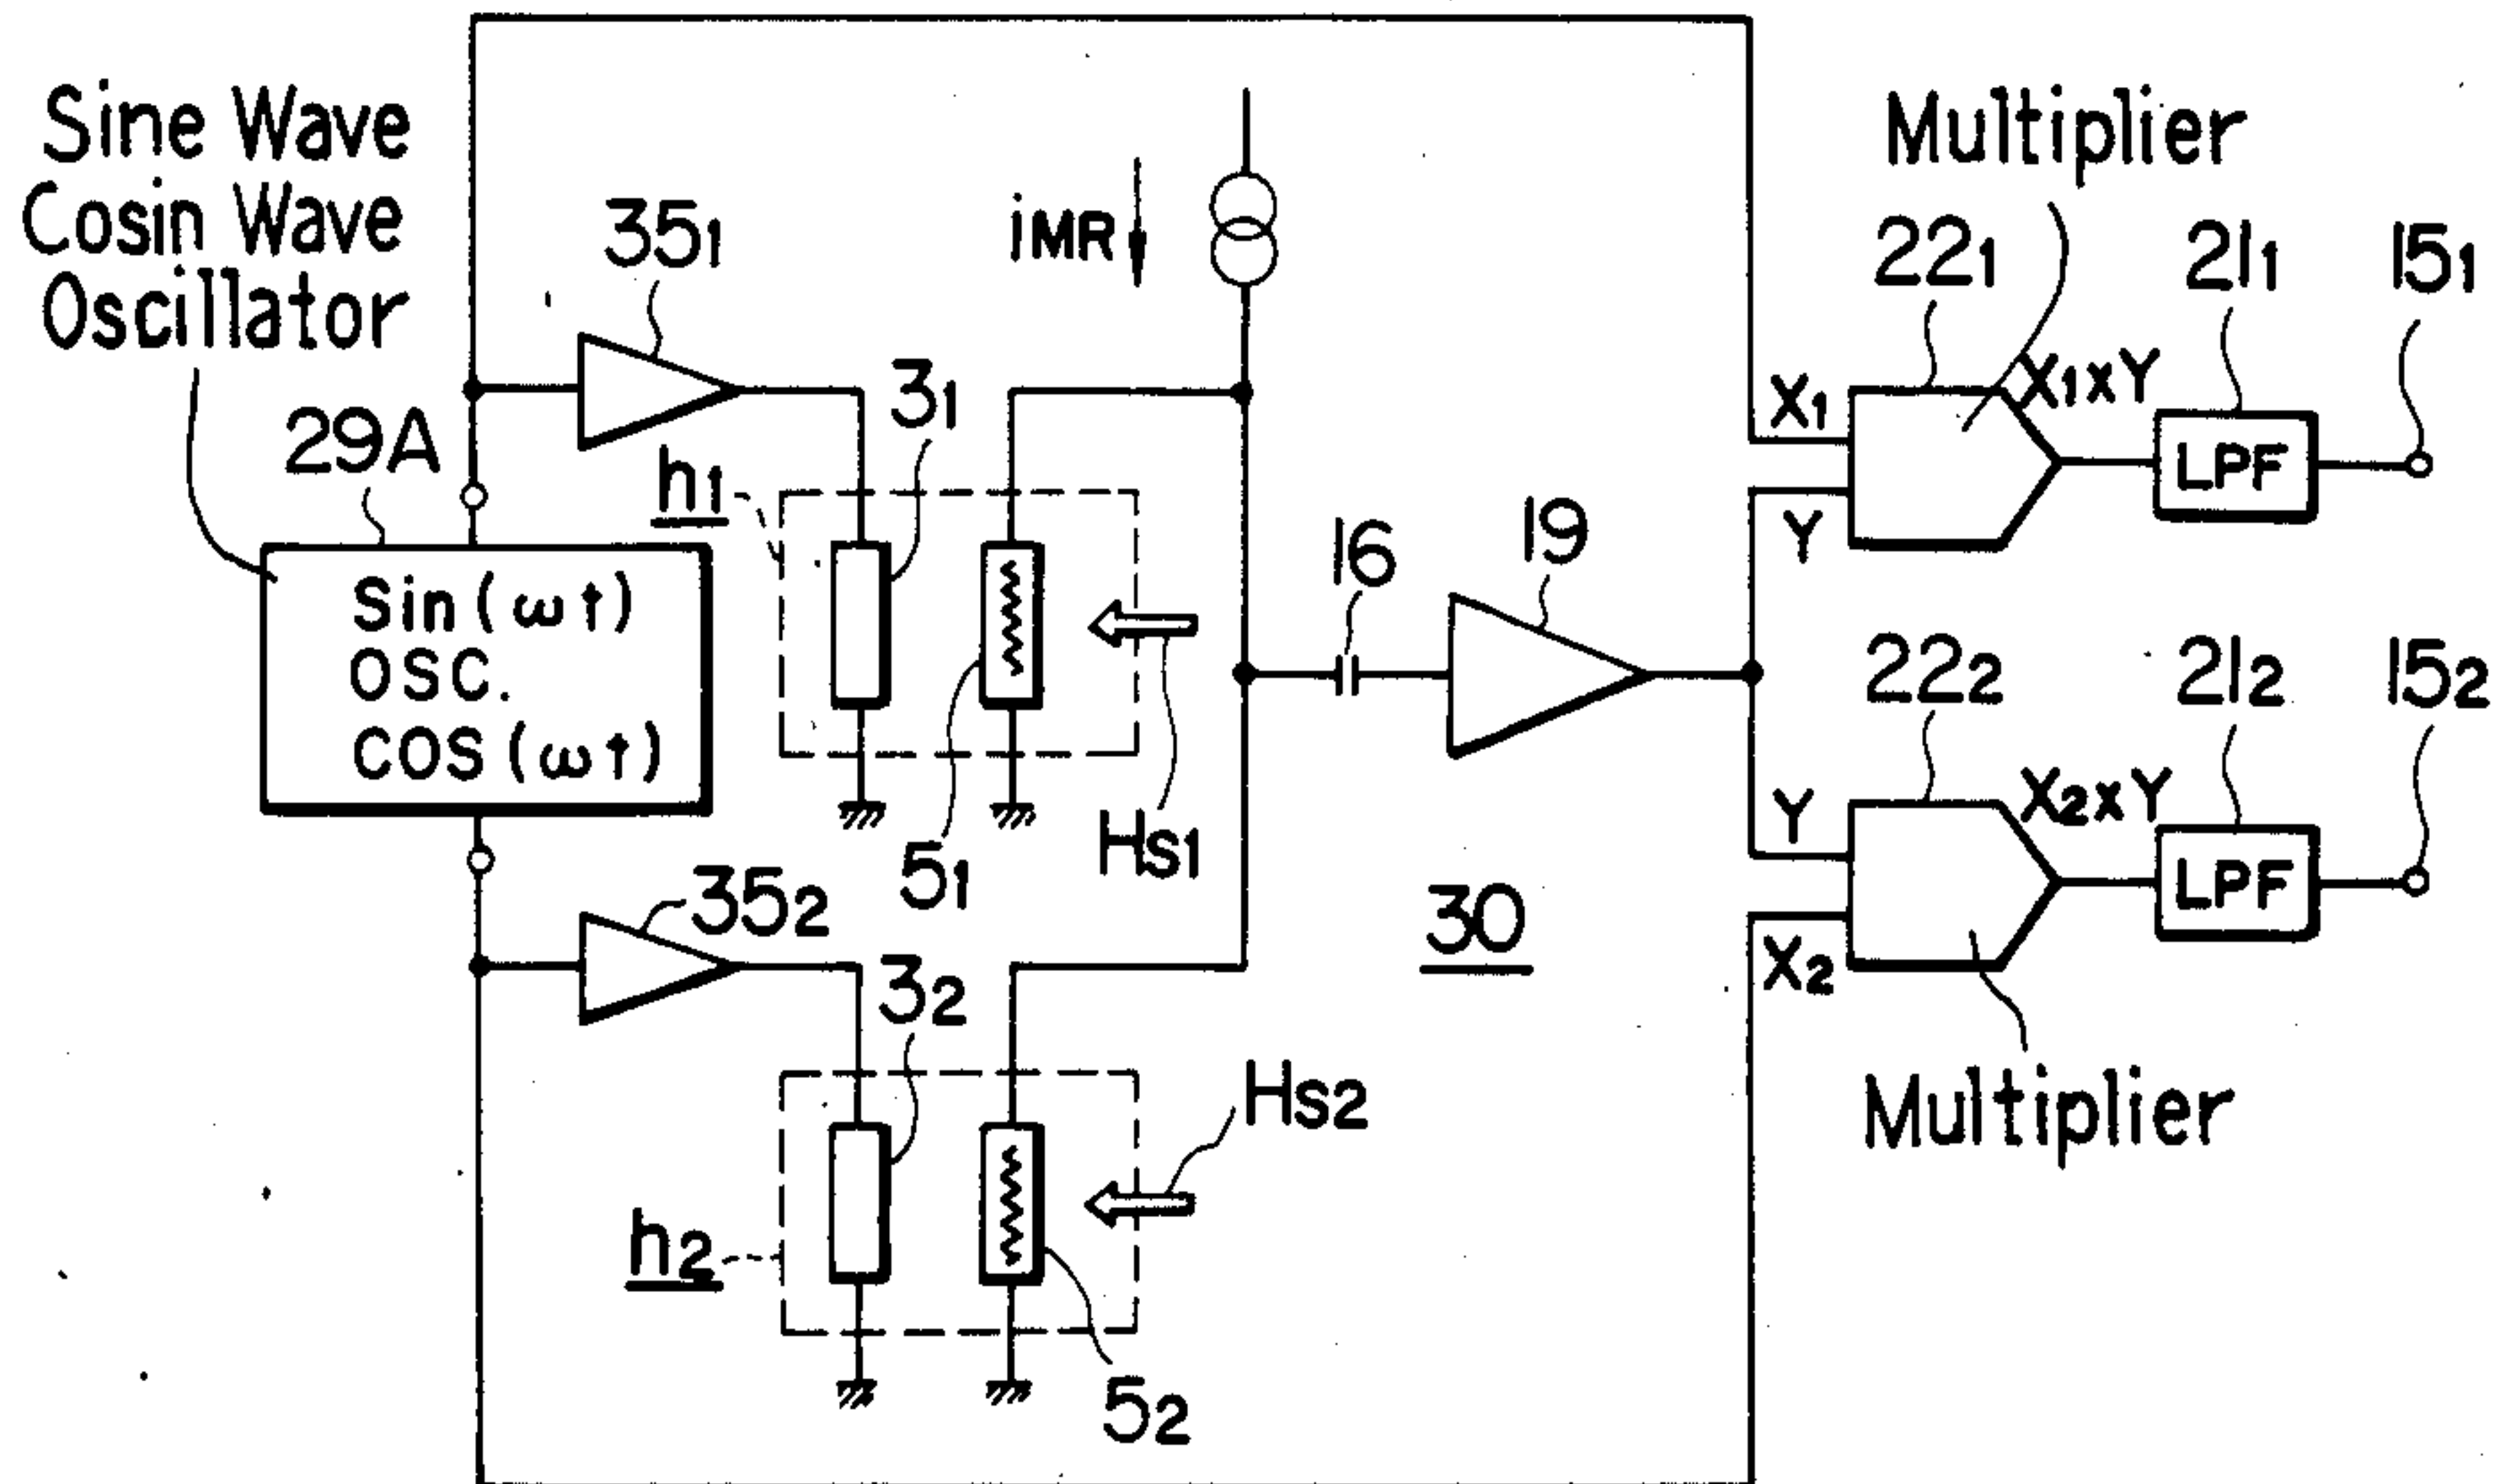 Sine Wave
Cosin Wave
Oscillator
29A
Sin(ωt)
OSC.
COS(ωt)
351
31
h1
51
HS1
iMR
352
32
h2
52
HS2
16
19
30
Multiplier
221
211
151
X1
Y
X1xY
LPF
222
212
152
Y
X2
X2xY
LPF
Multiplier